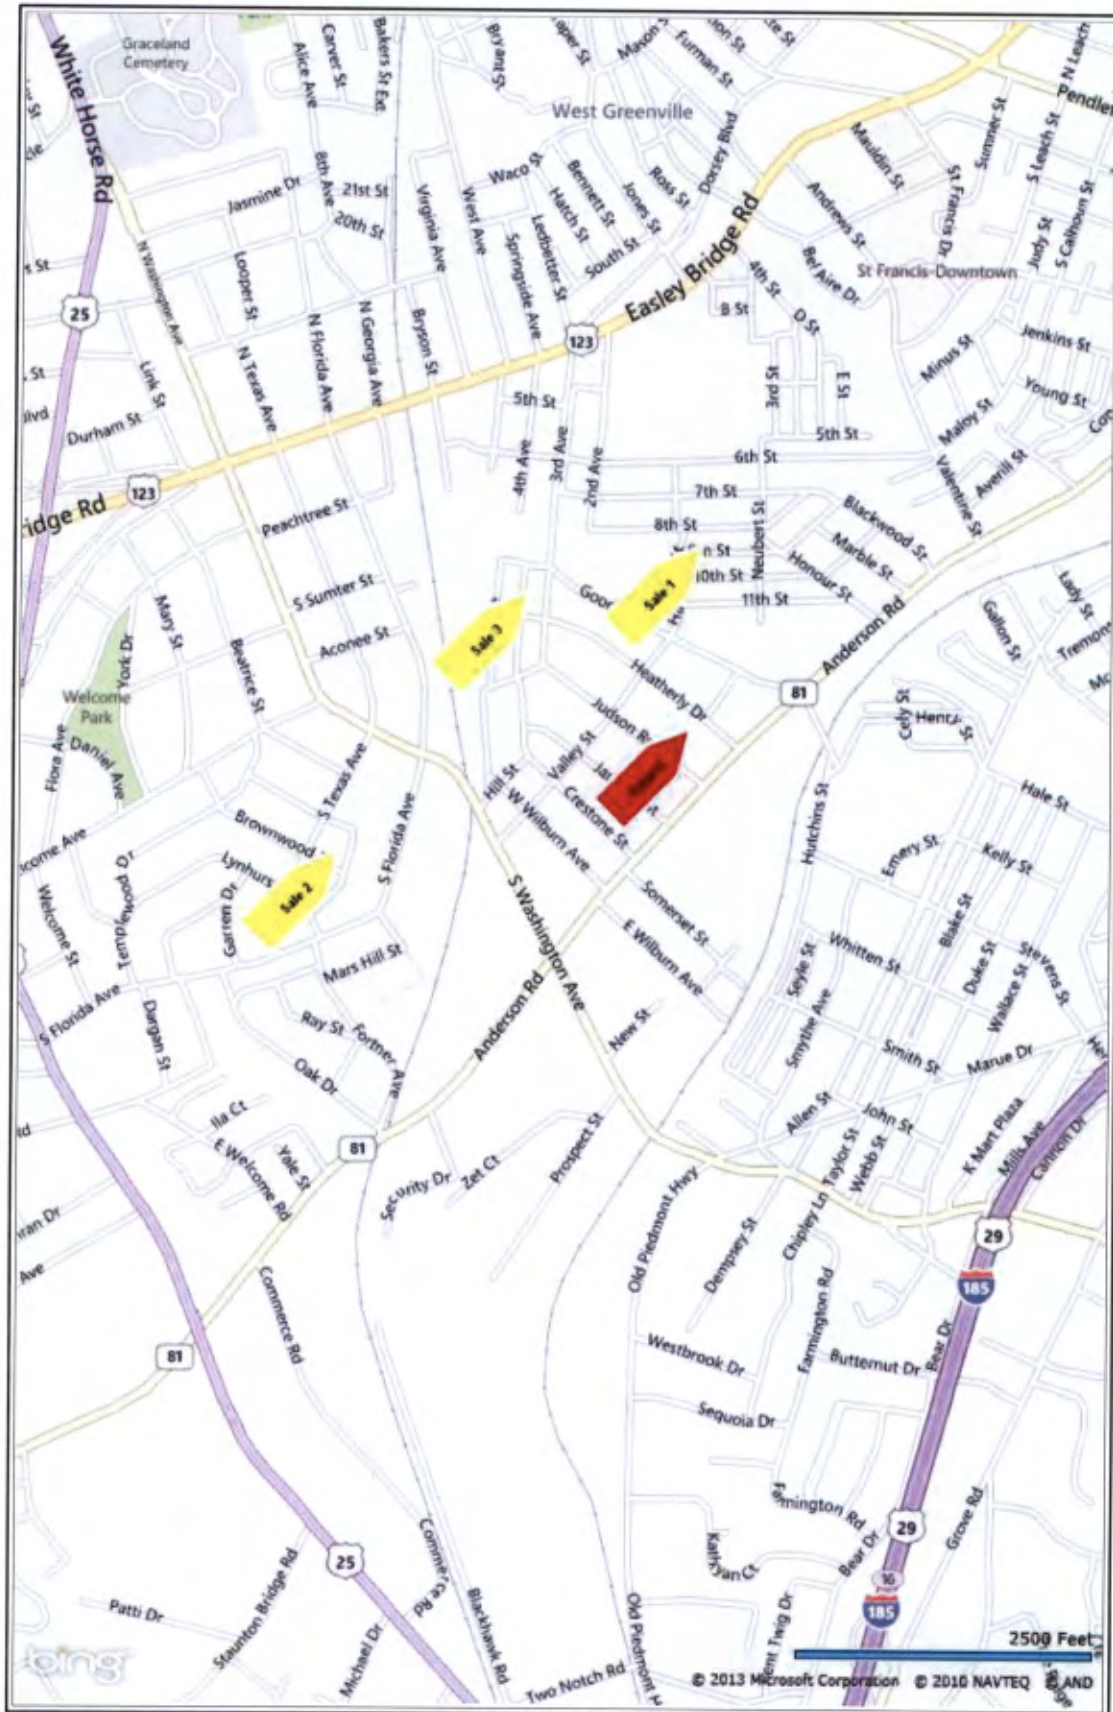 Graceland
Cemetery
White Horse Rd
Alice Ave
Carver St
Bakers St Ext
Bryant St
Mason
Furman St
N Leach
Pendle
West Greenville
Sumner St
S Leach St
Mauldin St
Dorsey Blvd
Waco St
Bennett St
Ross St
Jones St
Hatch St
South St
Jasmine Dr
8th Ave
21st St
20th St
Virginia Ave
West Ave
Springside Ave
Ledbetter St
Andrews St
St Francis Dr
Judy St
S Calhoun St
N Washington Ave
Looper St
Easley Bridge Rd
Bel Aire Dr
St Francis-Downtown
4th St
B St
D St
25
N Georgia Ave
N Florida Ave
N Texas Ave
Bryson St
123
Jenkins St
Minus St
Link St
3rd St
E St
Young St
Durham St
5th St
5th St
Maloy St
4th Ave
3rd Ave
2nd Ave
6th St
Averill St
Valentine St
123
ridge Rd
Peachtree St
7th St
8th St
Neubert St
Blackwood St
Marble St
Honour St
n St
10th St
11th St
Sale 1
S Sumter St
Mary St
Aconee St
Sale 3
Anderson Rd
Lady St
Gallon St
Tremon
York Dr
Beatrice St
Heatherly Dr
81
Welcome
Park
Judson R
Cely St
Flora Ave
Daniel Ave
Valley St
Hill St
S Texas Ave
Crestone St
W Wilburn Ave
S Florida Ave
Hutchins St
Hale St
Brownwood
Emery St
Kelly St
come Ave
Lynhurs
Sale 2
Templewood Dr
Garren Dr
Welcome St
S Washington Ave
Somerset St
E Wilburn Ave
Blake St
Whitten St
Seyle St
Duke St
Stevens St
Wallace St
Mars Hill St
S Florida Ave
Anderson Rd
Smythe Ave
Dargan St
Ray St
Fortner Ave
New St
Smith St
Marue Dr
Oak Dr
Ila Ct
Allen St
John St
K Mart Plaza
Mills Ave
Cannon Dr
81
E Welcome Rd
Yale St
Security Dr
Zet Ct
Prospect St
Taylor St
Webb St
Chipley Ln
Old Piedmont Hwy
Dempsey St
29
185
Commerce Rd
Farmington Rd
Bear Dr
81
Westbrook Dr
Butternut Dr
Sequoia Dr
Farmington Rd
Grove Rd
29
Bear Dr
Kathryan Ct
25
Commerce Rd
16
185
Patti Dr
Staunton Bridge Rd
Michael Dr
Blackhawk Rd
Old Piedmont H
Two Notch Rd
ent Twig Dr
2500 Feet
bing
© 2013 Microsoft Corporation © 2010 NAVTEQ AND